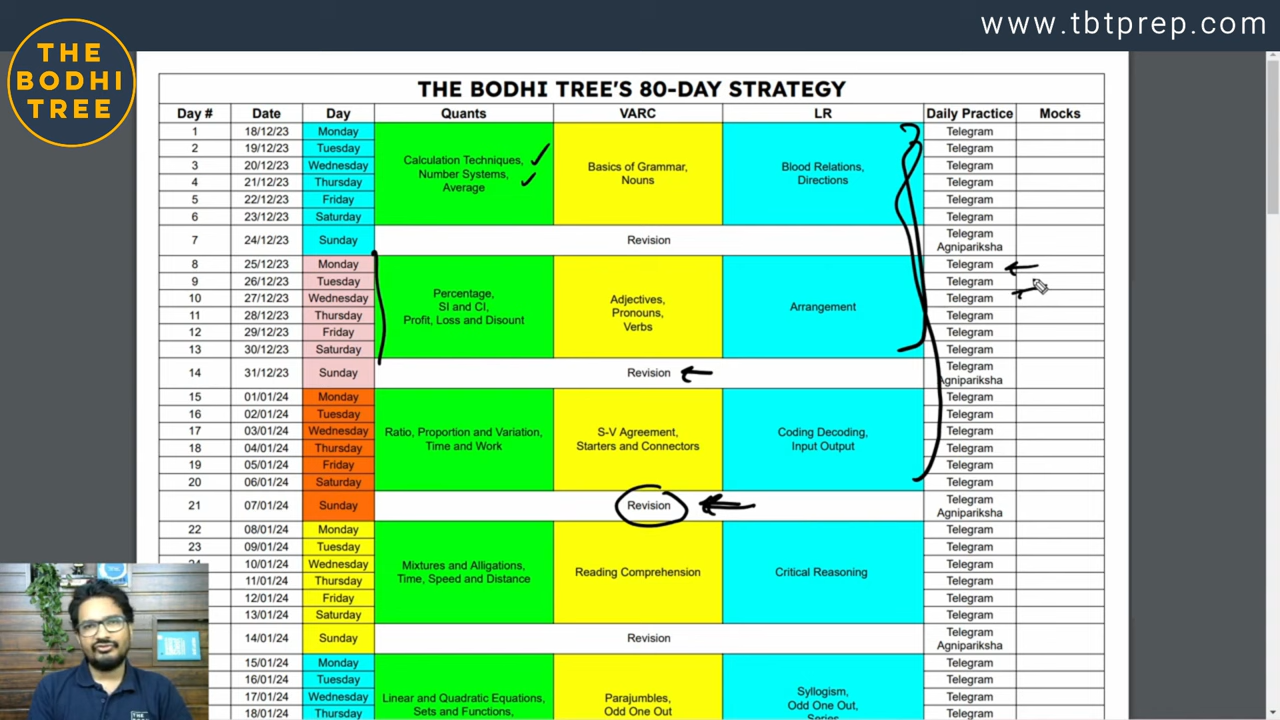 www.tbtprep.com
THE
BODHI
TREE
THE BODHI TREE'S 80-DAY STRATEGY
Day # Date Day Quants VARC LR Daily Practice Mocks
1 18/12/23 Monday Telegram
2 19/12/23 Tuesday Telegram
3 20/12/23 Wednesday Telegram
4 21/12/23 Thursday Telegram
5 22/12/23 Friday Telegram
6 23/12/23 Saturday Telegram
Calculation Techniques,
Number Systems,
Average
Basics of Grammar,
Nouns
Blood Relations,
Directions
7 24/12/23 Sunday Revision Telegram
Agnipariksha
8 25/12/23 Monday Telegram
9 26/12/23 Tuesday Telegram
10 27/12/23 Wednesday Telegram
11 28/12/23 Thursday Telegram
12 29/12/23 Friday Telegram
13 30/12/23 Saturday Telegram
Percentage,
SI and CI,
Profit, Loss and Disount
Adjectives,
Pronouns,
Verbs
Arrangement
14 31/12/23 Sunday Revision Telegram
Agnipariksha
15 01/01/24 Monday Telegram
16 02/01/24 Tuesday Telegram
17 03/01/24 Wednesday Telegram
18 04/01/24 Thursday Telegram
19 05/01/24 Friday Telegram
20 06/01/24 Saturday Telegram
Ratio, Proportion and Variation,
Time and Work
S-V Agreement,
Starters and Connectors
Coding Decoding,
Input Output
21 07/01/24 Sunday Revision Telegram
Agnipariksha
22 08/01/24 Monday Telegram
23 09/01/24 Tuesday Telegram
10/01/24 Wednesday Telegram
11/01/24 Thursday Telegram
12/01/24 Friday Telegram
13/01/24 Saturday Telegram
Mixtures and Alligations,
Time, Speed and Distance
Reading Comprehension
Critical Reasoning
14/01/24 Sunday Revision Telegram
Agnipariksha
15/01/24 Monday Telegram
16/01/24 Tuesday Telegram
17/01/24 Wednesday Telegram
18/01/24 Thursday Telegram
Linear and Quadratic Equations,
Sets and Functions,
Parajumbles,
Odd One Out
Syllogism,
Odd One Out,
Series